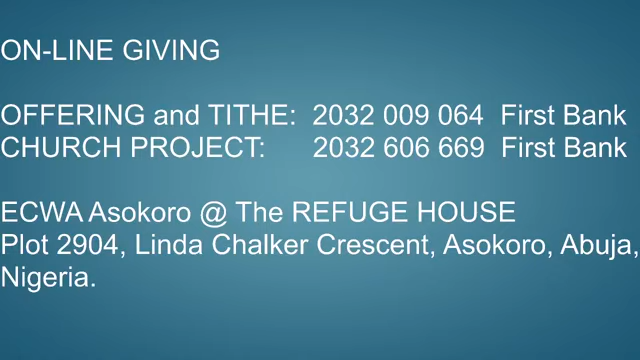 ON-LINE GIVING
OFFERING and TITHE: 2032 009 064 First Bank
CHURCH PROJECT: 2032 606 669 First Bank
ECWA Asokoro @ The REFUGE HOUSE
Plot 2904, Linda Chalker Crescent, Asokoro, Abuja,
Nigeria.